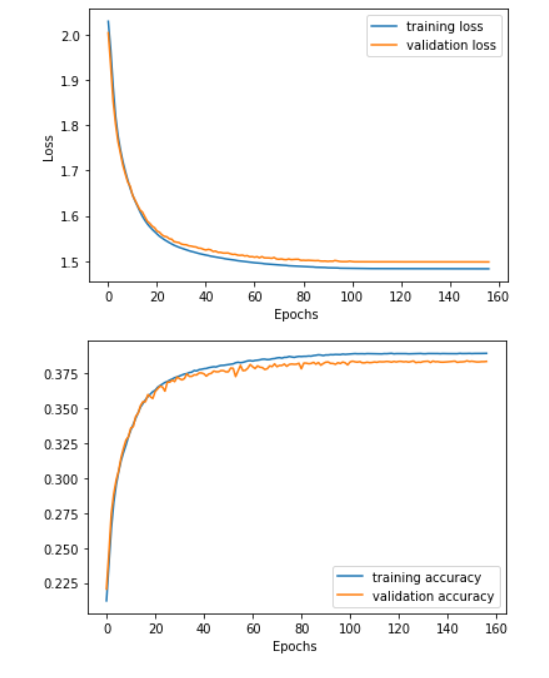 training loss
validation loss
2.0
1.9
1.8
1.7
1.6
1.5
Loss
0 20 40 60 80 100 120 140 160
Epochs
0.375
0.350
0.325
0.300
0.275
0.250
0.225
training accuracy
validation accuracy
0 20 40 60 80 100 120 140 160
Epochs